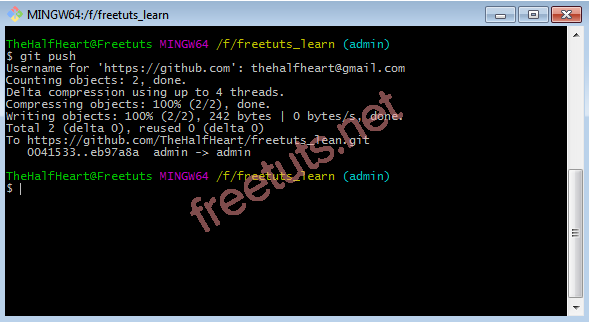 MINGW64:/f/freetuts_learn
TheHalfHeart@Freetuts MINGW64 /f/freetuts_learn (admin)
$ git push
Username for 'https://github.com': thehalfheart@gmail.com
Counting objects: 2, done.
Delta compression using up to 4 threads.
Compressing objects: 100% (2/2), done.
Writing objects: 100% (2/2), 242 bytes | 0 bytes/s, done.
Total 2 (delta 0), reused 0 (delta 0)
To https://github.com/TheHalfHeart/freetuts_lean.git
   0041533..eb97a8a  admin -> admin
TheHalfHeart@Freetuts MINGW64 /f/freetuts_learn (admin)
$
freetuts.net